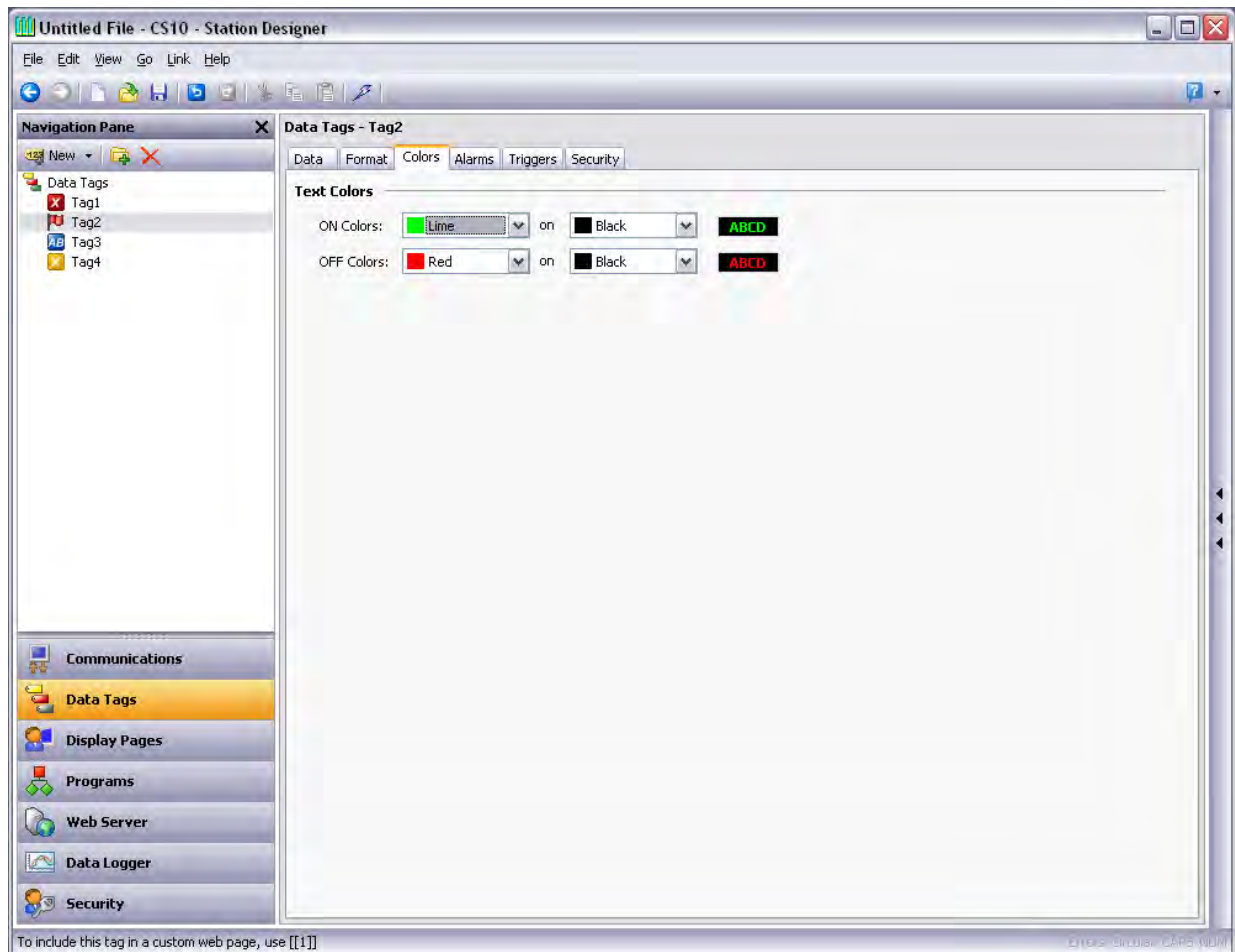 Untitled File - CS10 - Station Designer
File Edit View Go Link Help
Navigation Pane
Data Tags - Tag2
New
Data Format Colors Alarms Triggers Security
Data Tags
Tag1
Tag2
Tag3
Tag4
Text Colors
ON Colors: Lime on Black ABCD
OFF Colors: Red on Black ABCD
Communications
Data Tags
Display Pages
Programs
Web Server
Data Logger
Security
To include this tag in a custom web page, use [[1]]
CAPS NUM